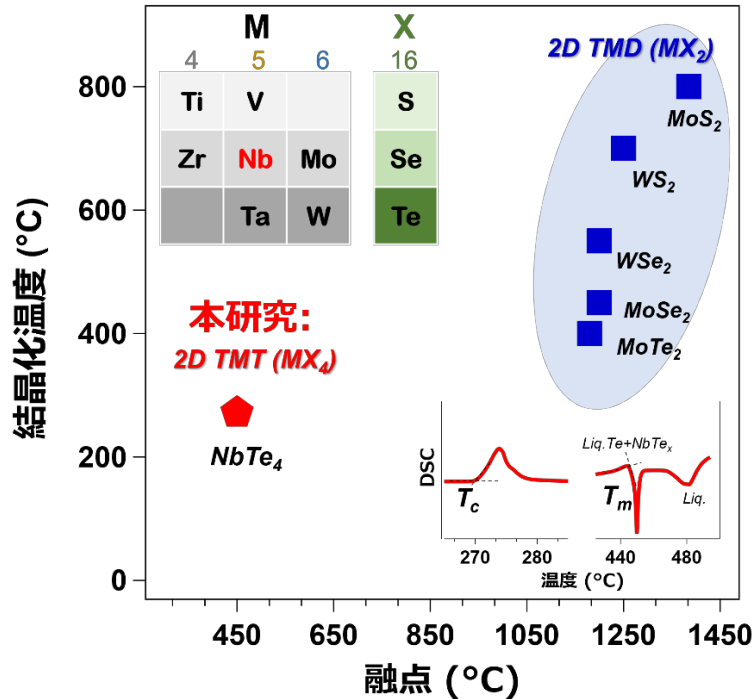 M X
4 5 6 16
Ti V S
Zr Nb Mo Se
Ta W Te
2D TMD (MX₂)
MoS₂
WS₂
WSe₂
MoSe₂
MoTe₂
本研究:
2D TMT (MX₄)
NbTe₄
結晶化温度 (°C)
800
600
400
200
0
DSC
T_c
Liq.Te+NbTeₓ
T_m
Liq.
270 280 440 480
温度 (°C)
450 650 850 1050 1250 1450
融点 (°C)